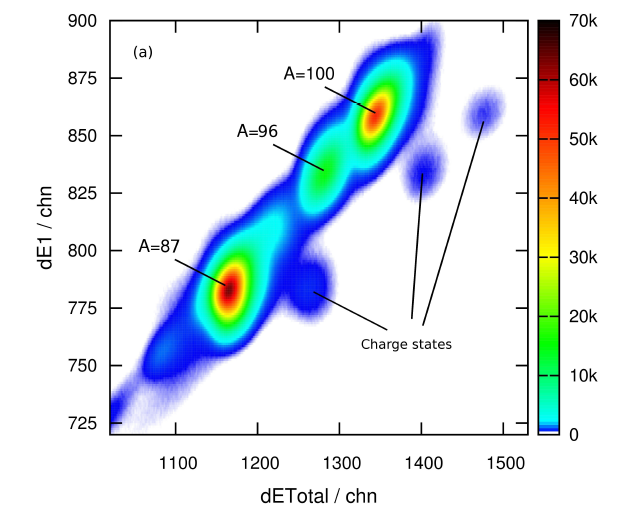 (a)
A=100
A=96
A=87
Charge states
900
875
850
825
800
775
750
725
dE1 / chn
1100 1200 1300 1400 1500
dETotal / chn
70k
60k
50k
40k
30k
20k
10k
0